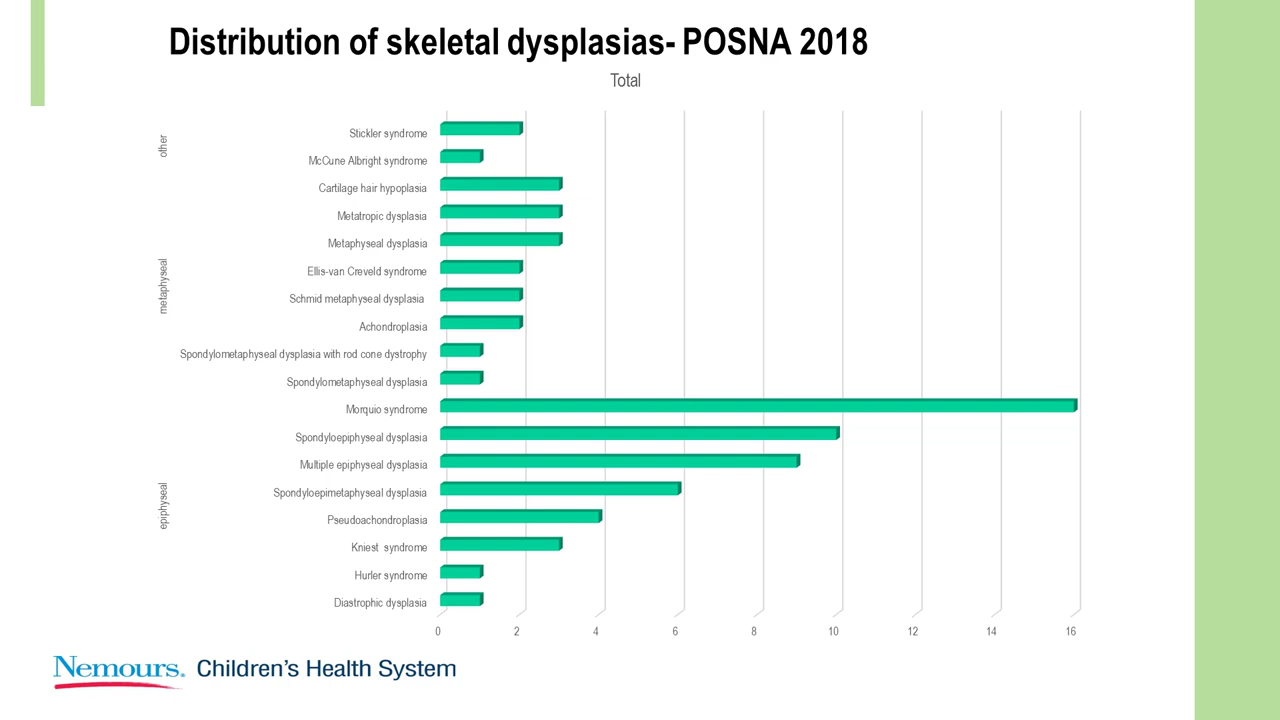 Distribution of skeletal dysplasias- POSNA 2018
Total
other
Stickler syndrome
McCune Albright syndrome
Cartilage hair hypoplasia
Metatropic dysplasia
Metaphyseal dysplasia
metaphyseal
Ellis-van Creveld syndrome
Schmid metaphyseal dysplasia
Achondroplasia
Spondylometaphyseal dysplasia with rod cone dystrophy
Spondylometaphyseal dysplasia
Morquio syndrome
Spondyloepiphyseal dysplasia
Multiple epiphyseal dysplasia
epiphyseal
Spondyloepimetaphyseal dysplasia
Pseudoachondroplasia
Kniest syndrome
Hurler syndrome
Diastrophic dysplasia
0 2 4 6 8 10 12 14 16
Nemours. Children's Health System